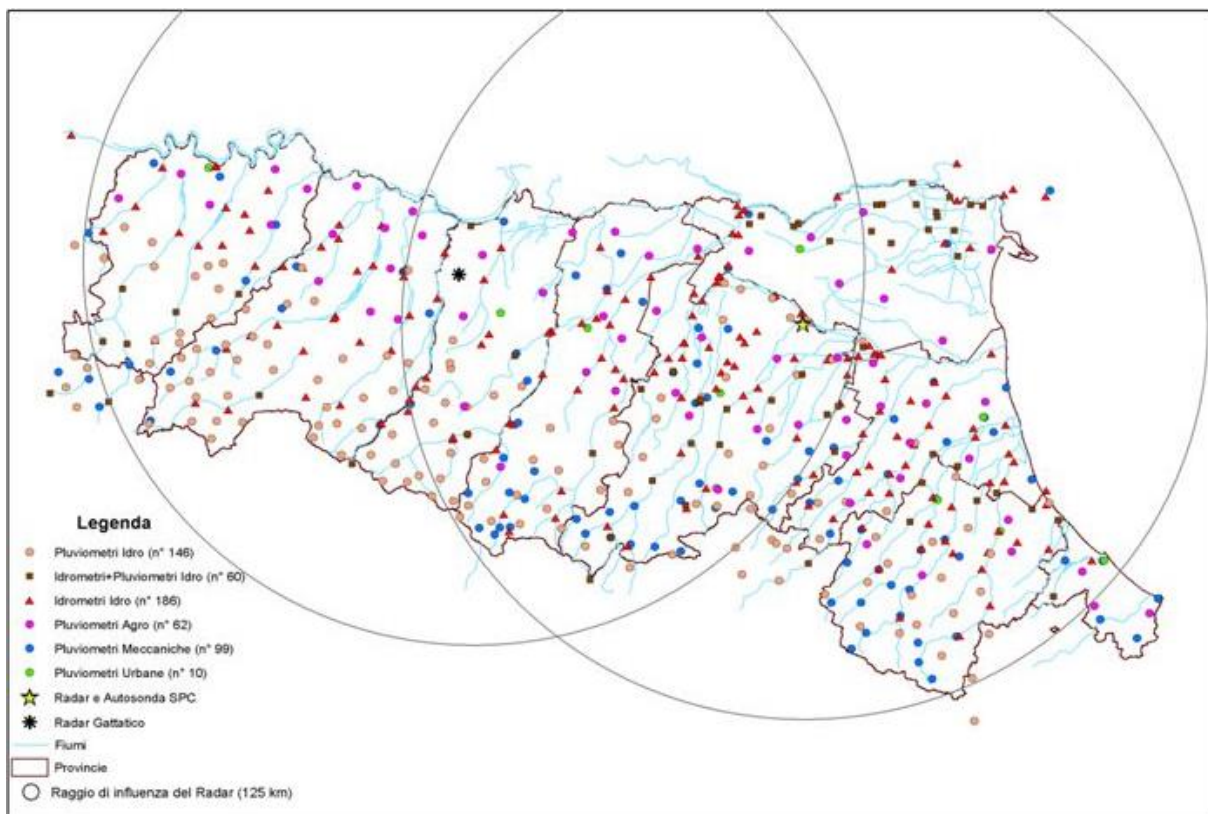 Legenda
Pluviometri Idro (n° 146)
Idrometri+Pluviometri Idro (n° 60)
Idrometri Idro (n° 186)
Pluviometri Agro (n° 62)
Pluviometri Meccaniche (n° 99)
Pluviometri Urbane (n° 10)
Radar e Autosonda SPC
Radar Gattatico
Fiumi
Provincie
Raggio di influenza del Radar (125 km)